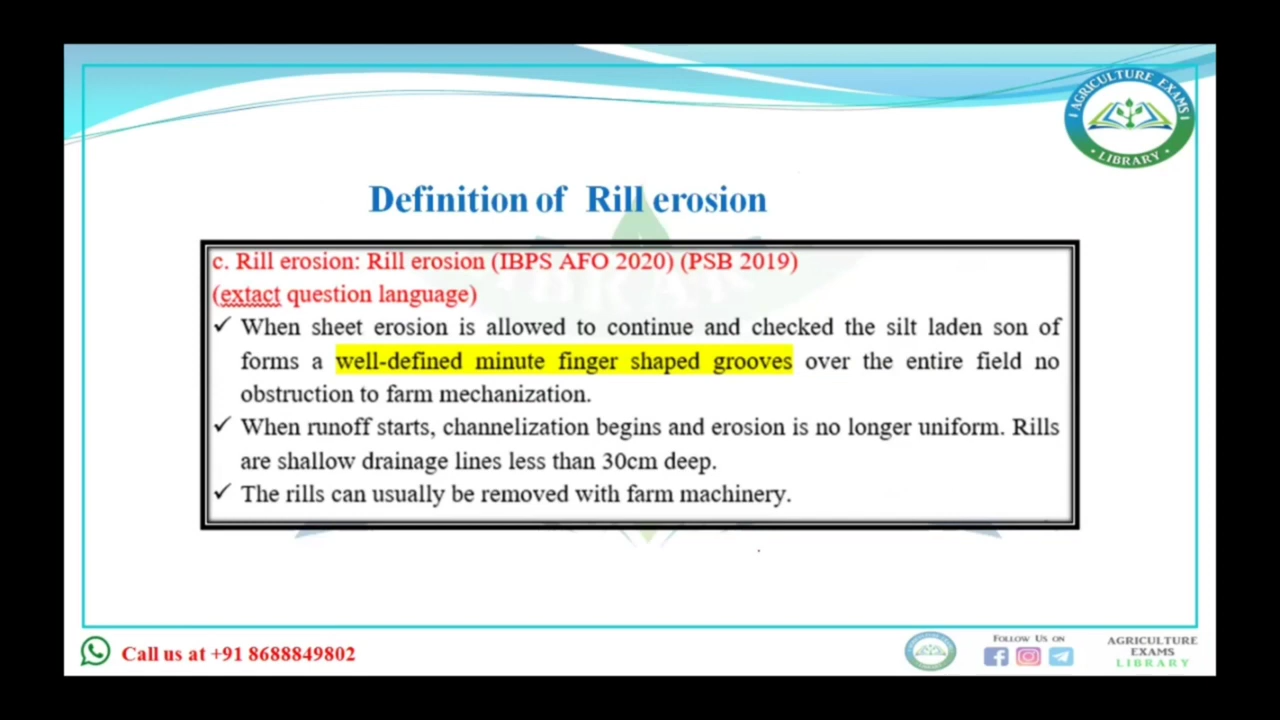 AGRICULTURE EXAMS
LIBRARY
Definition of Rill erosion
c. Rill erosion: Rill erosion (IBPS AFO 2020) (PSB 2019)
(extact question language)
✓ When sheet erosion is allowed to continue and checked the silt laden son of
forms a well-defined minute finger shaped grooves over the entire field no
obstruction to farm mechanization.
✓ When runoff starts, channelization begins and erosion is no longer uniform. Rills
are shallow drainage lines less than 30cm deep.
✓ The rills can usually be removed with farm machinery.
Call us at +91 8688849802
FOLLOW US ON
AGRICULTURE
EXAMS
LIBRARY